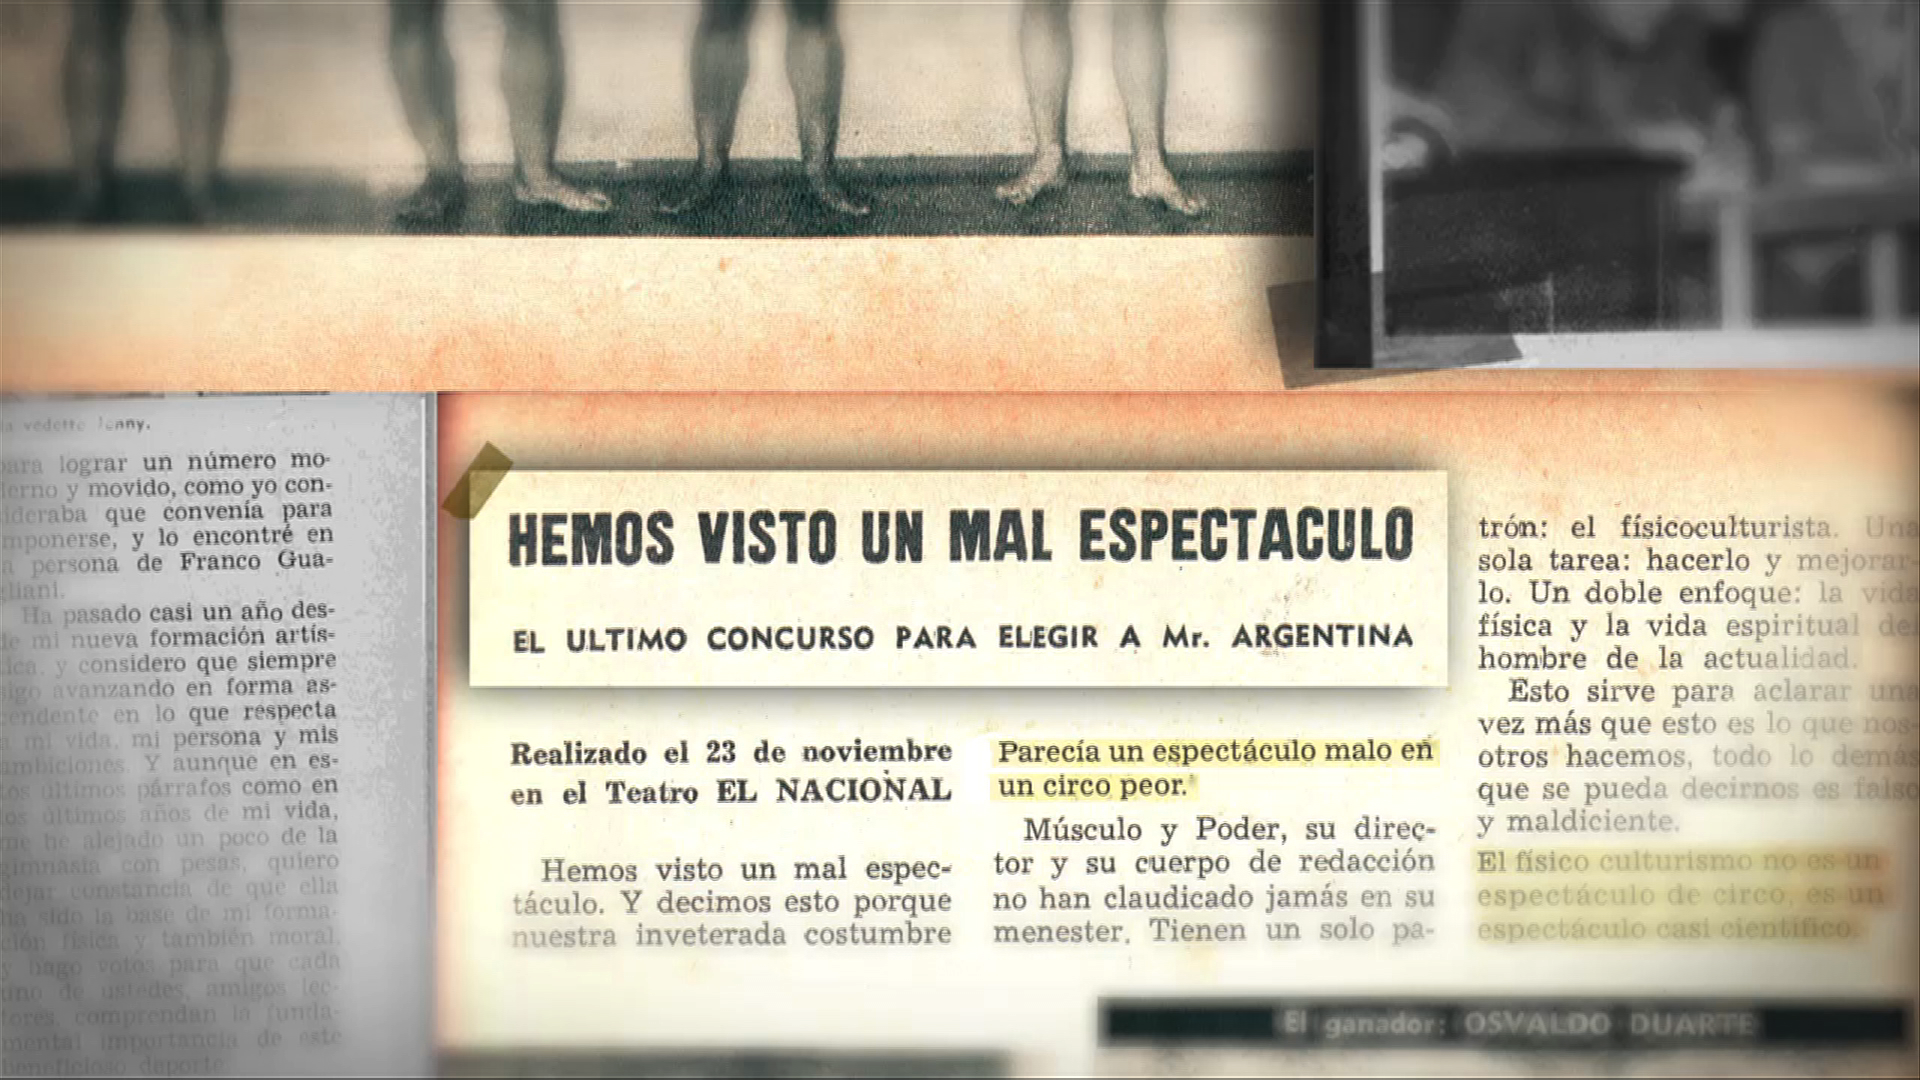 la vedette Jenny.
para lograr un número mo-
derno y movido, como yo con-
sideraba que convenía para
imponerse, y lo encontré en
la persona de Franco Gua-
gliani.
Ha pasado casi un año des-
de mi nueva formación artís-
tica, y considero que siempre
sigo avanzando en forma as-
cendente en lo que respecta
a mi vida, mi persona y mis
ambiciones. Y aunque en es-
tos últimos párrafos como en
los últimos años de mi vida,
me he alejado un poco de la
gimnasia con pesas, quiero
dejar constancia de que ella
ha sido la base de mi forma-
ción física y también moral,
y hago votos para que cada
uno de ustedes, amigos lec-
tores, comprendan la funda-
mental importancia de este
beneficioso deporte.
HEMOS VISTO UN MAL ESPECTACULO
EL ULTIMO CONCURSO PARA ELEGIR A Mr. ARGENTINA
Realizado el 23 de noviembre
en el Teatro EL NACIONAL
Hemos visto un mal espec-
táculo. Y decimos esto porque
nuestra inveterada costumbre
Parecía un espectáculo malo en
un circo peor.
Músculo y Poder, su direc-
tor y su cuerpo de redacción
no han claudicado jamás en su
menester. Tienen un solo pa-
trón: el físicoculturista. Una
sola tarea: hacerlo y mejorar-
lo. Un doble enfoque: la vida
física y la vida espiritual del
hombre de la actualidad.
Esto sirve para aclarar una
vez más que esto es lo que nos-
otros hacemos, todo lo demás
que se pueda decirnos es falso
y maldiciente.
El físico culturismo no es un
espectáculo de circo, es un
espectáculo casi científico.
El ganador: OSVALDO DUARTE